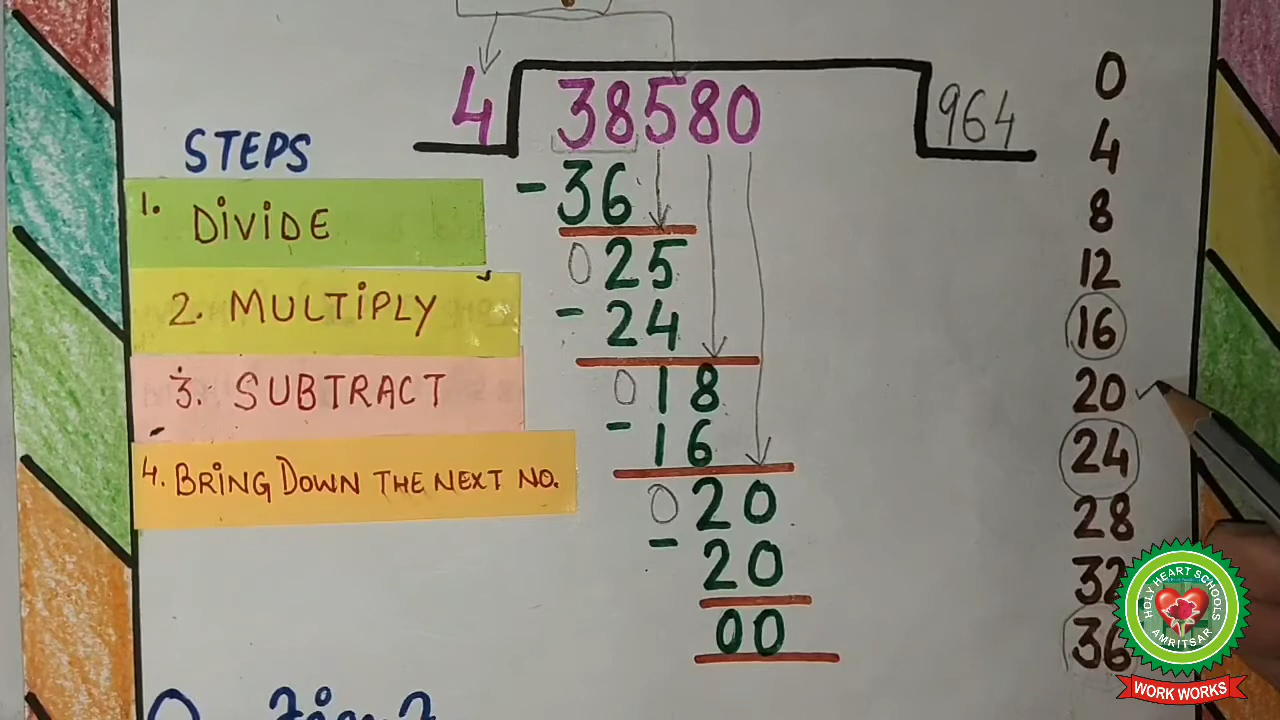 4 38580 964
STEPS
1. DIVIDE
2. MULTIPLY
3. SUBTRACT
4. BRING DOWN THE NEXT NO.
- 36
025
- 24
018
- 16
020
- 20
00
0
4
8
12
16
20
24
28
32
36
HOLY HEART SCHOOLS
AMRITSAR
WORK WORKS